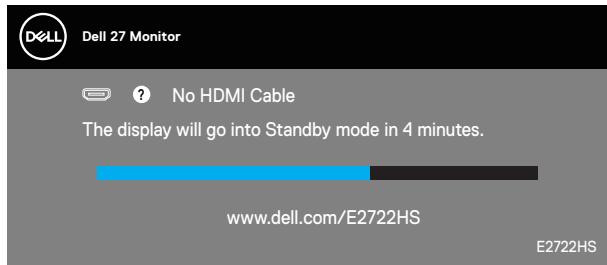 DELL
Dell 27 Monitor
? No HDMI Cable
The display will go into Standby mode in 4 minutes.
www.dell.com/E2722HS
E2722HS